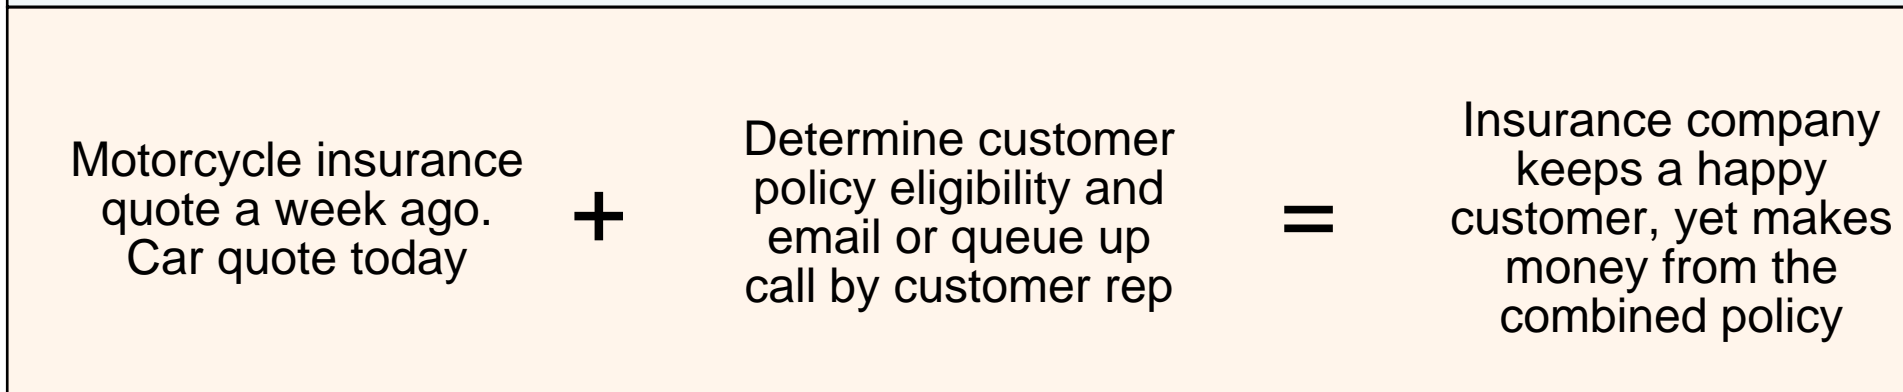 Motorcycle insurance
quote a week ago.
Car quote today
+
Determine customer
policy eligibility and
email or queue up
call by customer rep
=
Insurance company
keeps a happy
customer, yet makes
money from the
combined policy